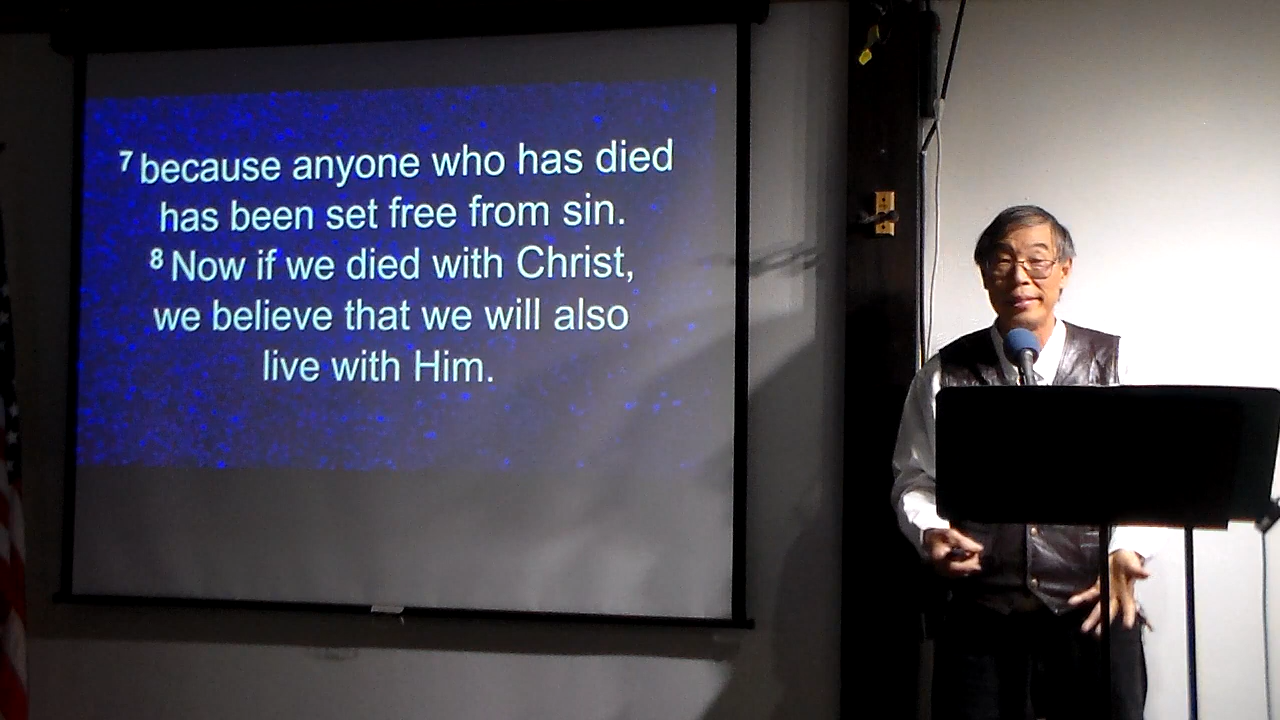 7 because anyone who has died
has been set free from sin.
8 Now if we died with Christ,
we believe that we will also
live with Him.